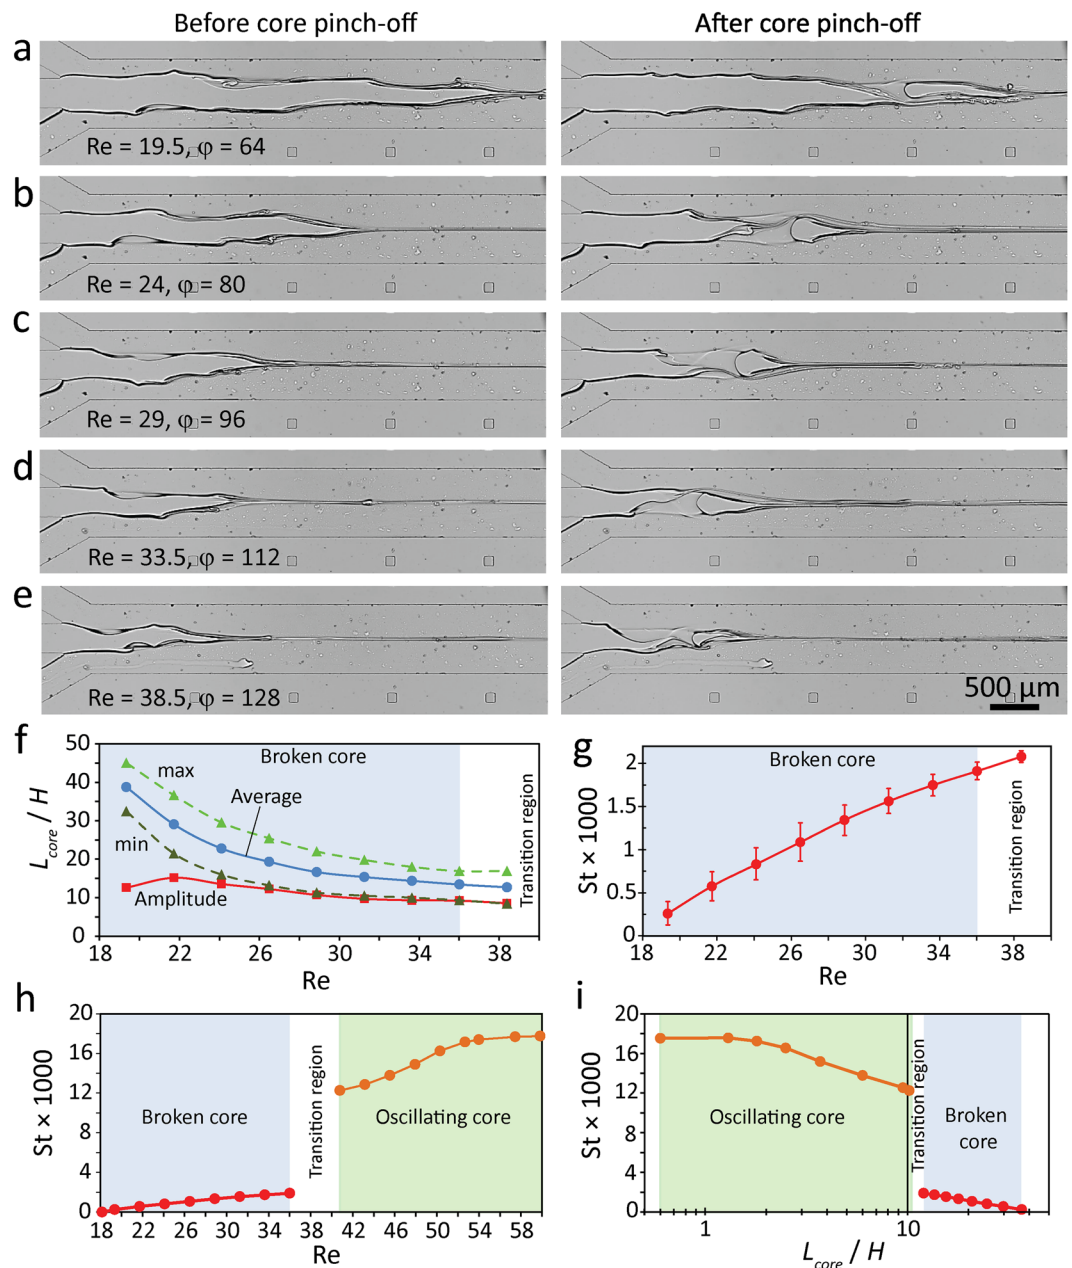 Before core pinch-off
After core pinch-off
a
Re = 19.5, φ = 64
b
Re = 24, φ = 80
c
Re = 29, φ = 96
d
Re = 33.5, φ = 112
e
Re = 38.5, φ = 128
500 µm
f
50
40
30
20
10
0
L_core / H
Broken core
max
Average
min
Amplitude
Transition region
18 22 26 30 34 38
Re
g
2
1.5
1
0.5
0
St × 1000
Broken core
Transition region
18 22 26 30 34 38
Re
h
20
16
12
8
4
0
St × 1000
Broken core
Transition region
Oscillating core
18 22 26 30 34 38 42 46 50 54 58
Re
i
20
16
12
8
4
0
St × 1000
Oscillating core
Transition region
Broken
core
1 10
L_core / H